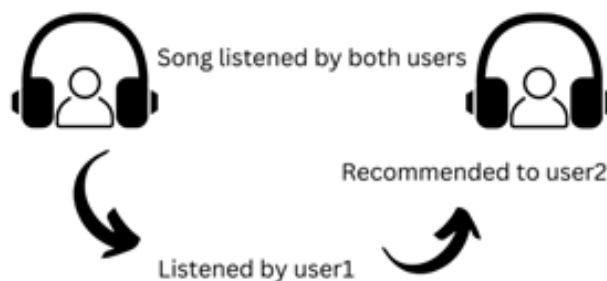 Song listened by both users
Recommended to user2
Listened by user1